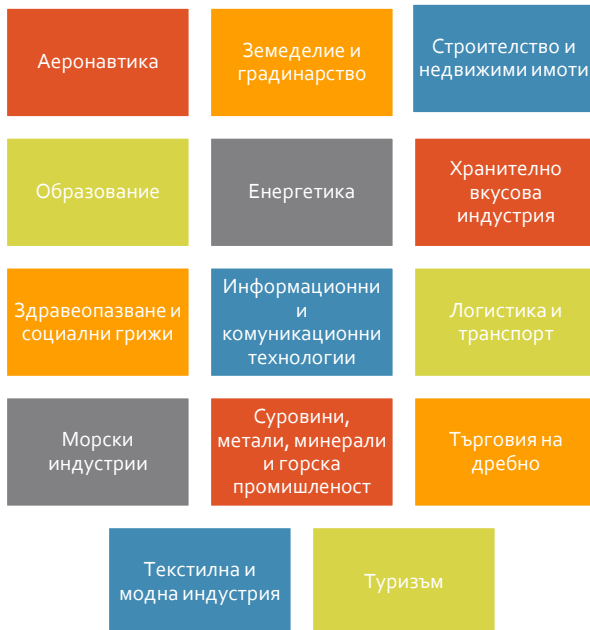 Аеронавтика
Земеделие и
градинарство
Строителство и
недвижими имоти
Образование
Енергетика
Хранително
вкусова
индустрия
Здравеопазване и
социални грижи
Информационни
и
комуникационни
технологии
Логистика и
транспорт
Морски
индустрии
Суровини,
метали, минерали
и горска
промишленост
Търговия на
дребно
Текстилна и
модна индустрия
Туризъм